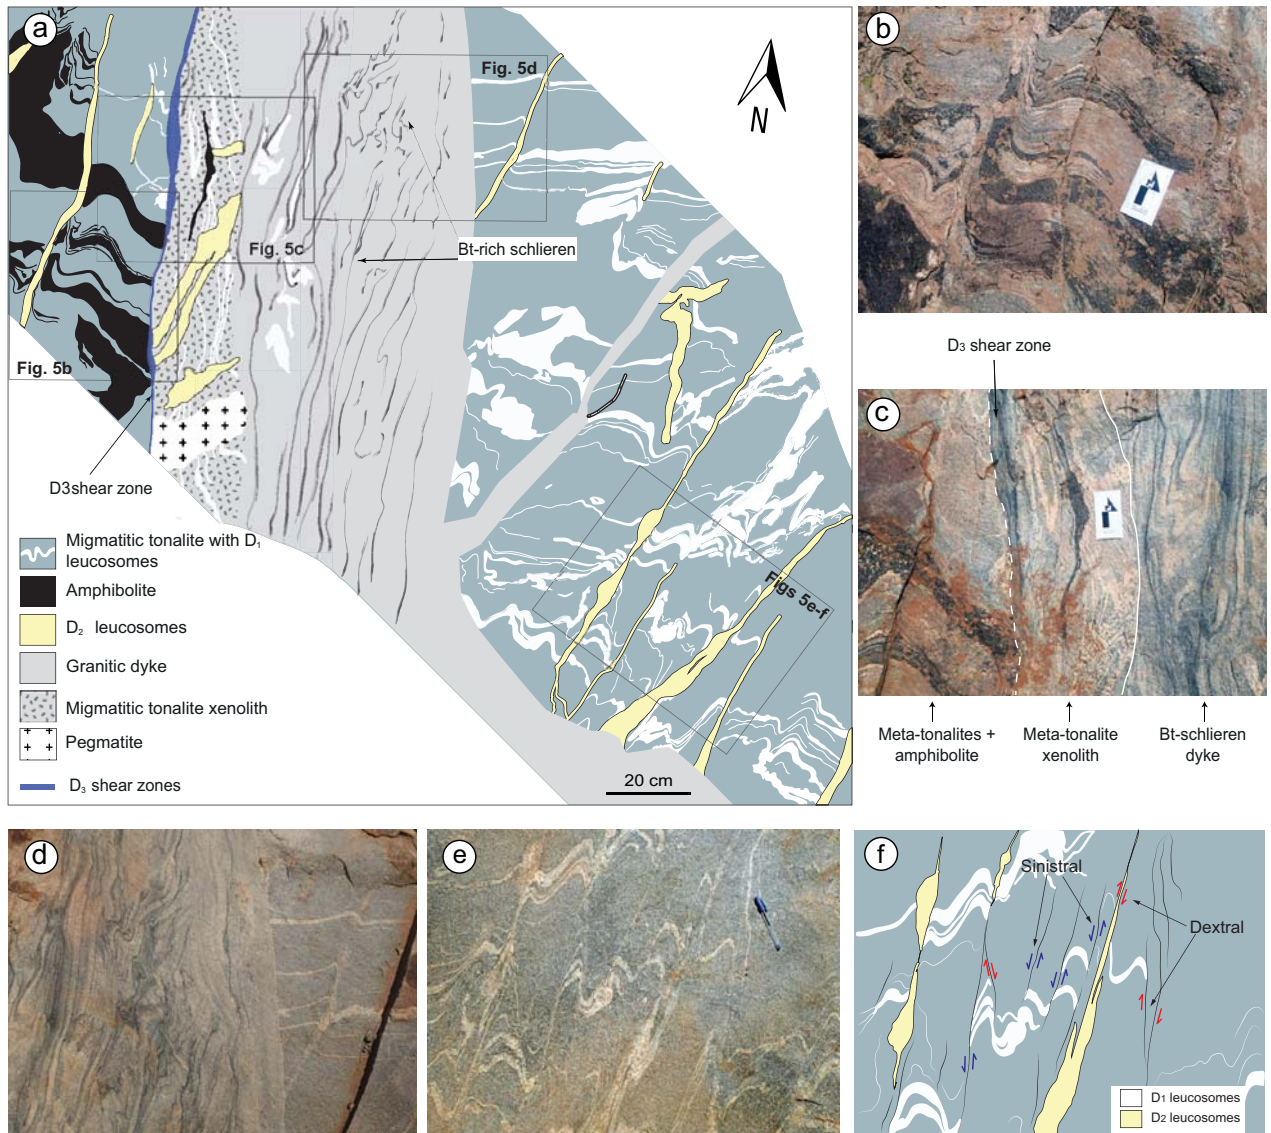 a
Fig. 5d
N
Fig. 5c
Bt-rich schlieren
Fig. 5b
D3 shear zone
Figs 5e-f
Migmatitic tonalite with D1
leucosomes
Amphibolite
D2 leucosomes
Granitic dyke
Migmatitic tonalite xenolith
Pegmatite
D3 shear zones
20 cm
b
D3 shear zone
c
Meta-tonalites +
amphibolite
Meta-tonalite
xenolith
Bt-schlieren
dyke
d
e
f
Sinistral
Dextral
D1 leucosomes
D2 leucosomes